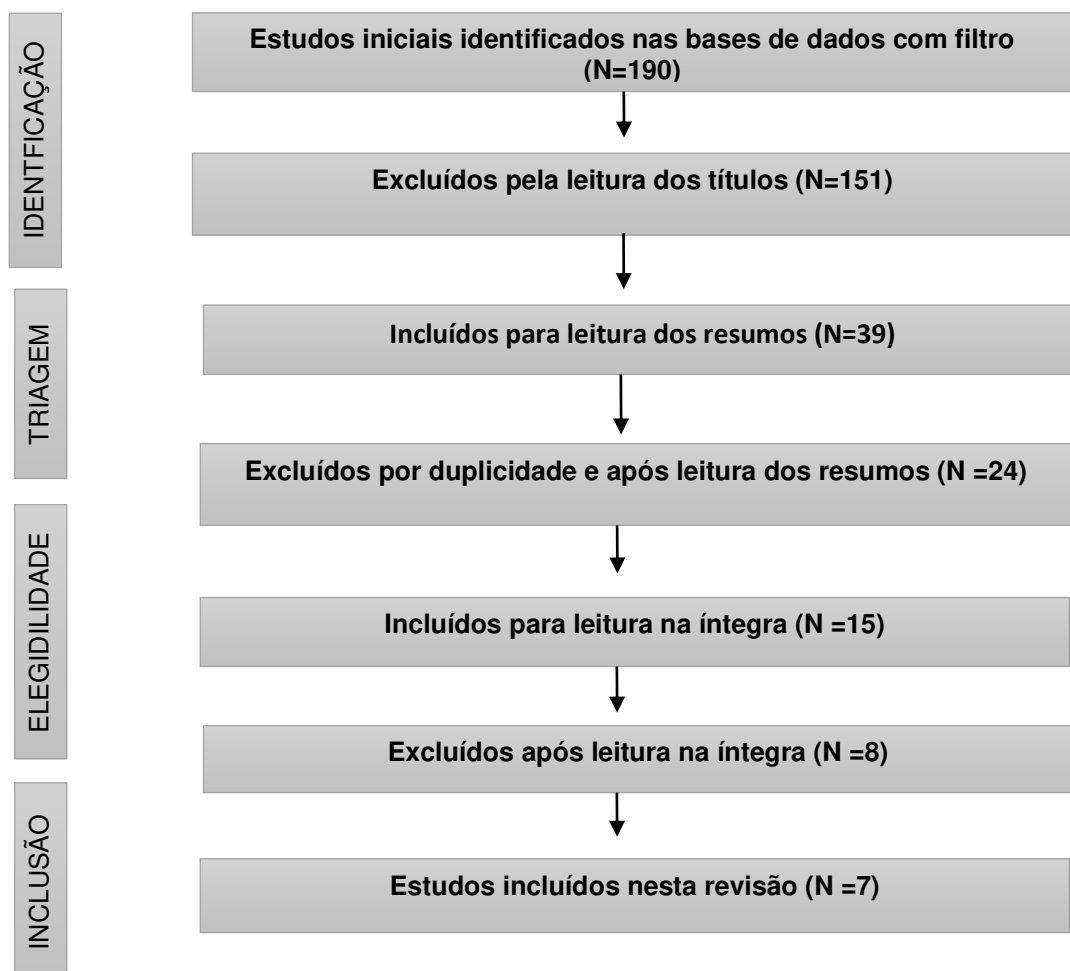 IDENTFICAÇÃO
Estudos iniciais identificados nas bases de dados com filtro
(N=190)
Excluídos pela leitura dos títulos (N=151)
TRIAGEM
Incluídos para leitura dos resumos (N=39)
Excluídos por duplicidade e após leitura dos resumos (N =24)
ELEGIDILIDADE
Incluídos para leitura na íntegra (N =15)
Excluídos após leitura na íntegra (N =8)
INCLUSÃO
Estudos incluídos nesta revisão (N =7)